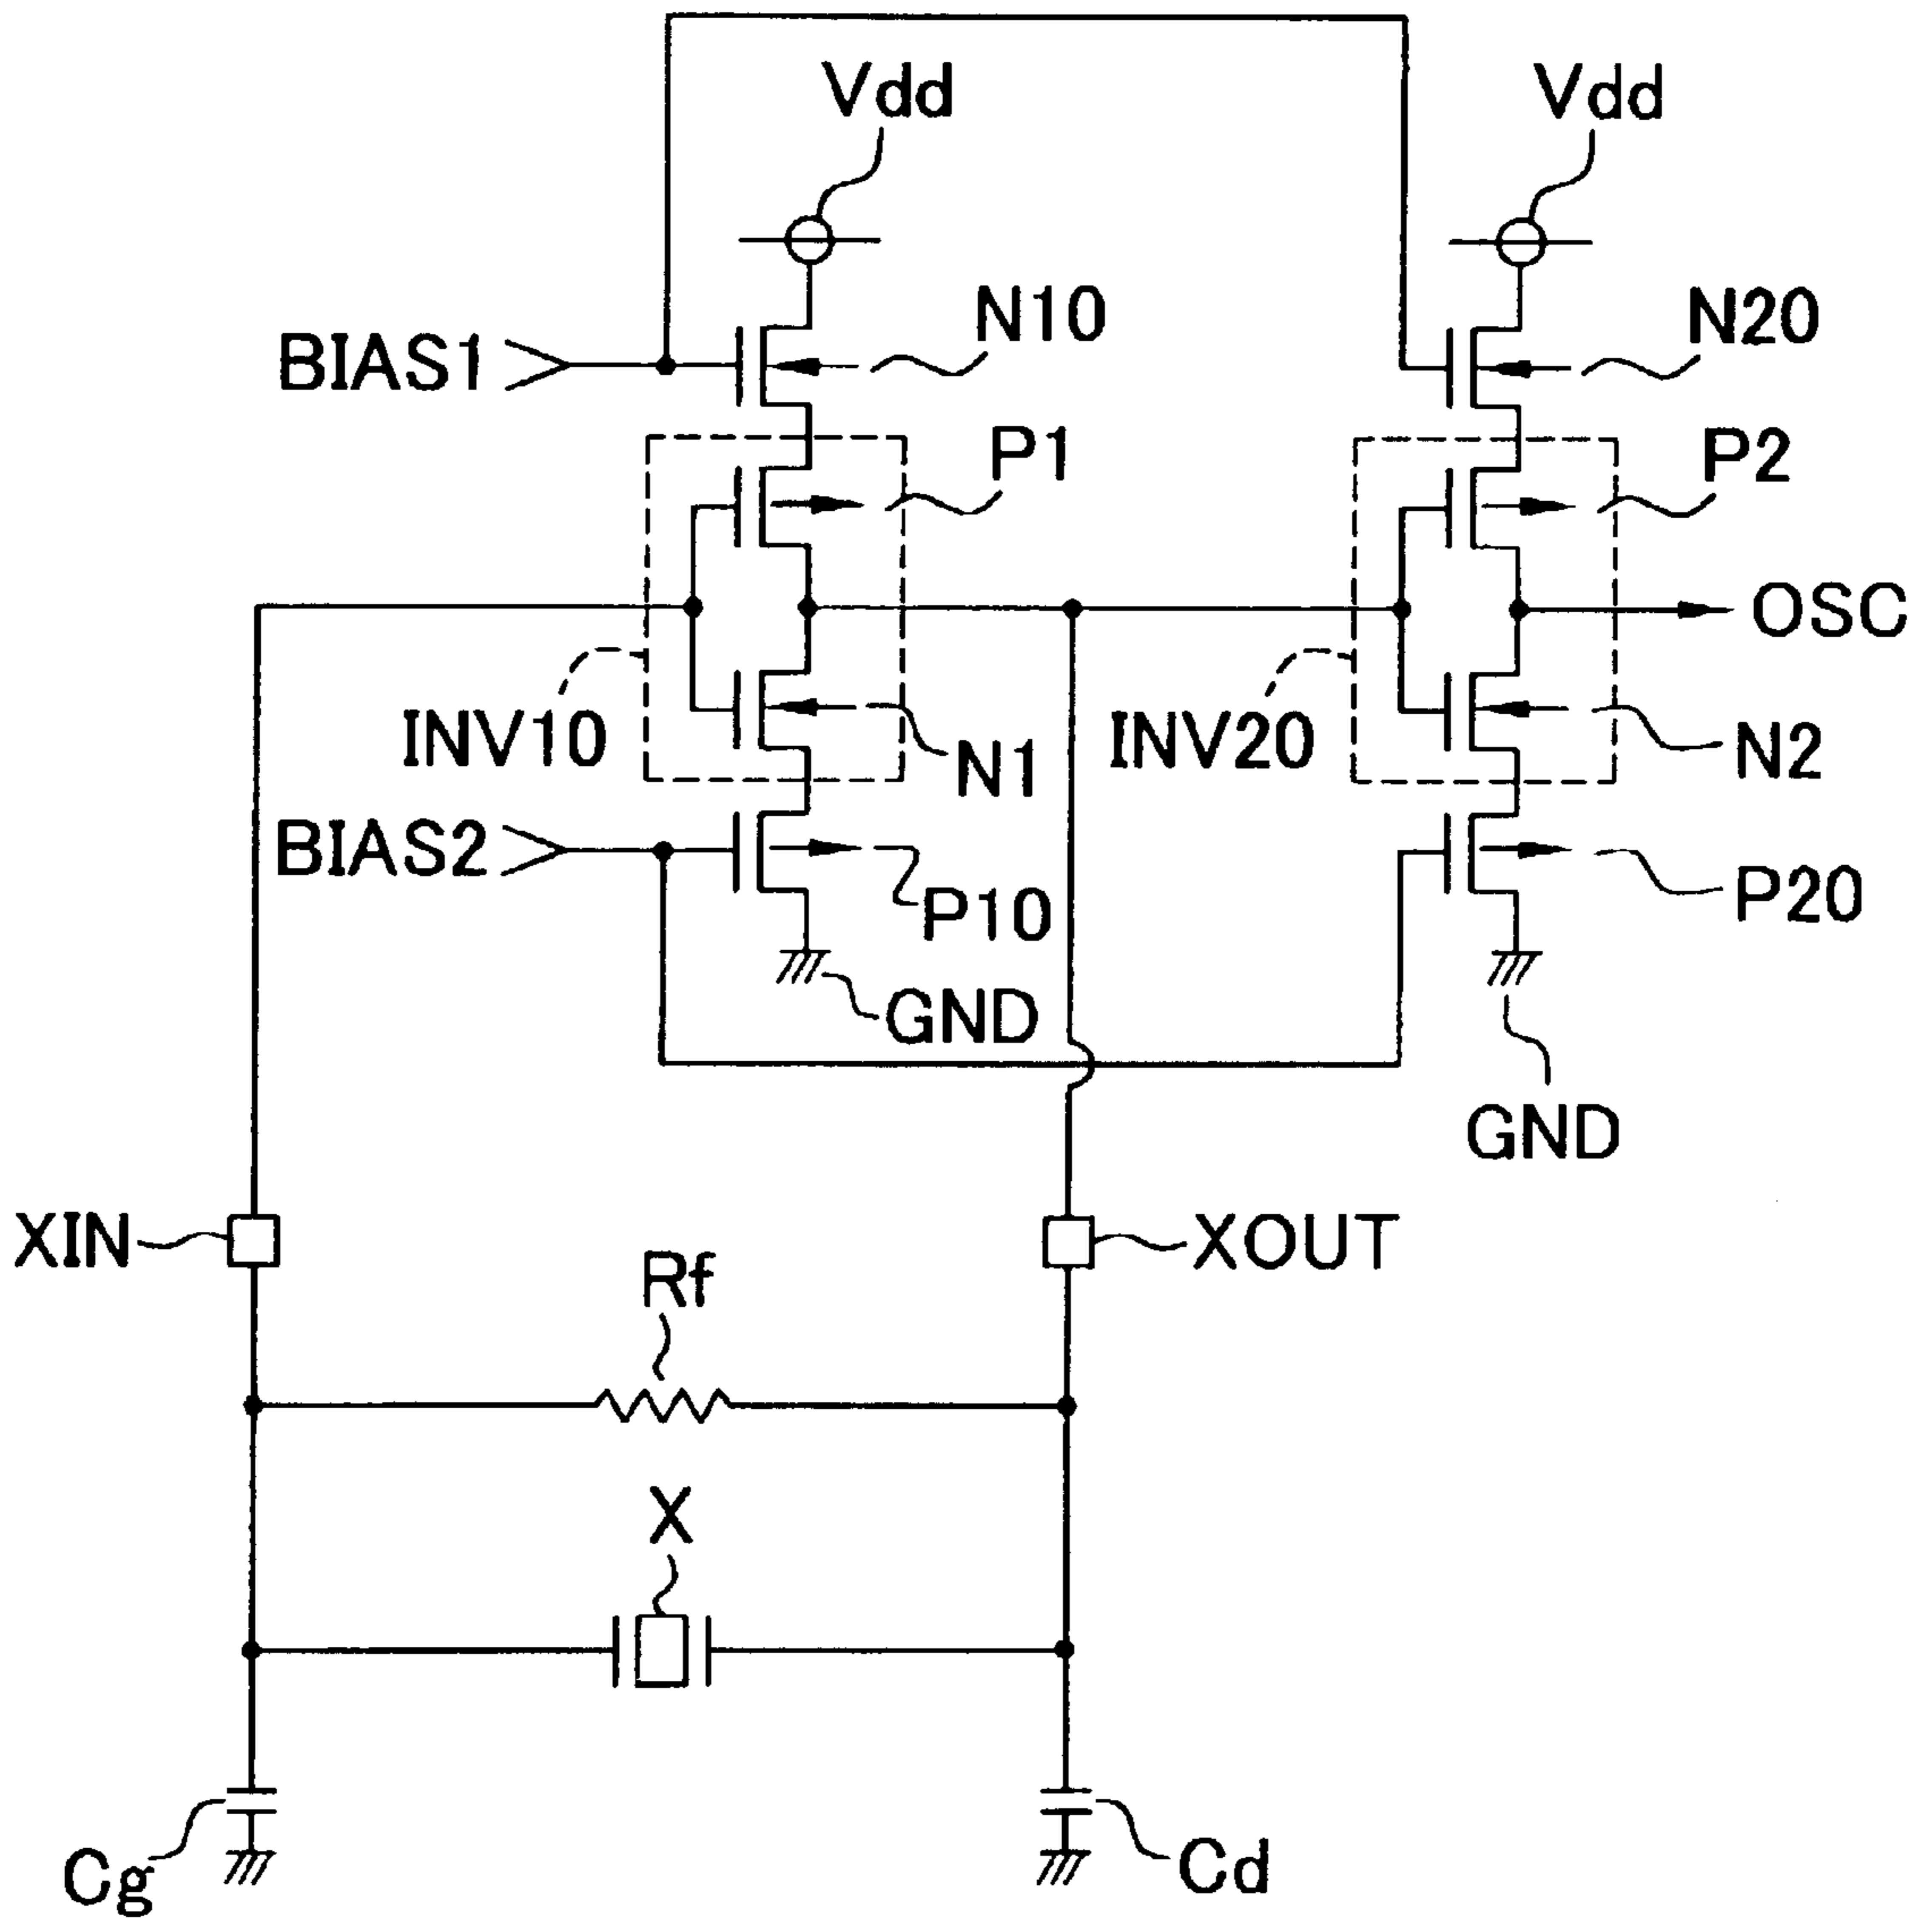 Vdd
Vdd
N10
N20
BIAS1
P1
P2
OSC
INV10
N1
INV20
N2
BIAS2
P10
P20
GND
GND
XIN
XOUT
Rf
X
Cg
Cd